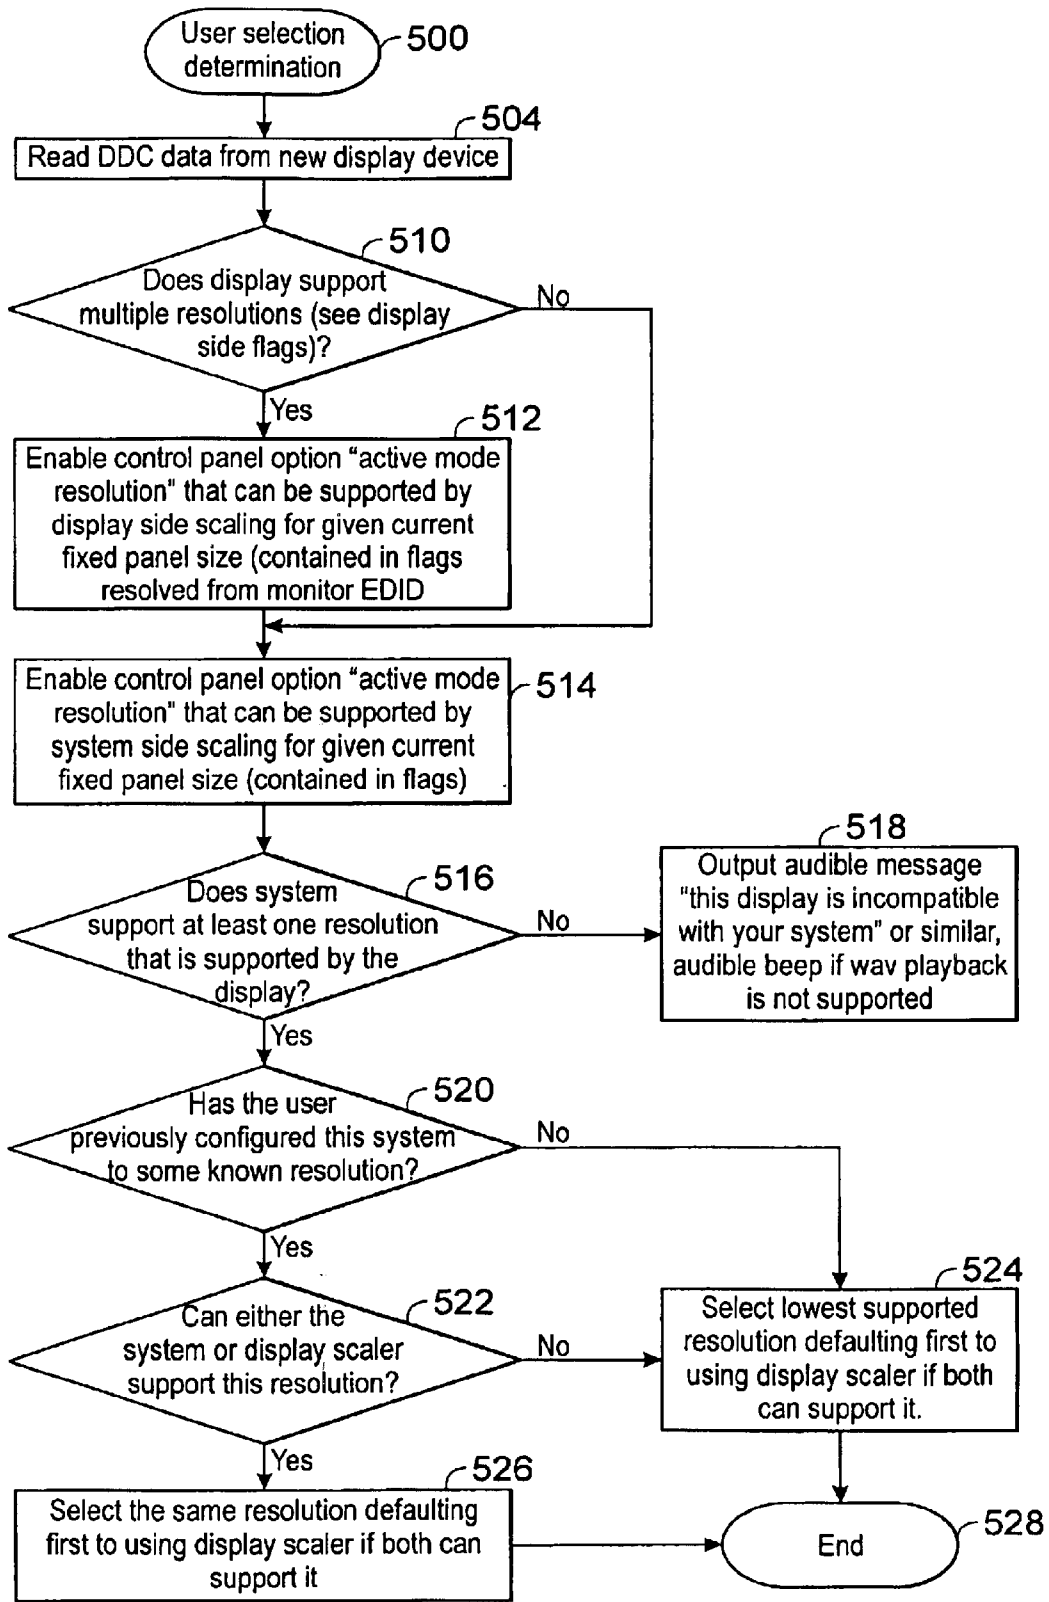 User selection
determination
500
504
Read DDC data from new display device
510
Does display support
multiple resolutions (see display
side flags)?
No
Yes
512
Enable control panel option “active mode
resolution” that can be supported by
display side scaling for given current
fixed panel size (contained in flags
resolved from monitor EDID
Enable control panel option “active mode
resolution” that can be supported by
system side scaling for given current
fixed panel size (contained in flags)
514
516
Does system
support at least one resolution
that is supported by the
display?
No
518
Output audible message
"this display is incompatible
with your system" or similar,
audible beep if wav playback
is not supported
Yes
520
Has the user
previously configured this system
to some known resolution?
No
Yes
522
Can either the
system or display scaler
support this resolution?
No
524
Select lowest supported
resolution defaulting first to
using display scaler if both
can support it.
Yes
526
Select the same resolution defaulting
first to using display scaler if both can
support it
End
528